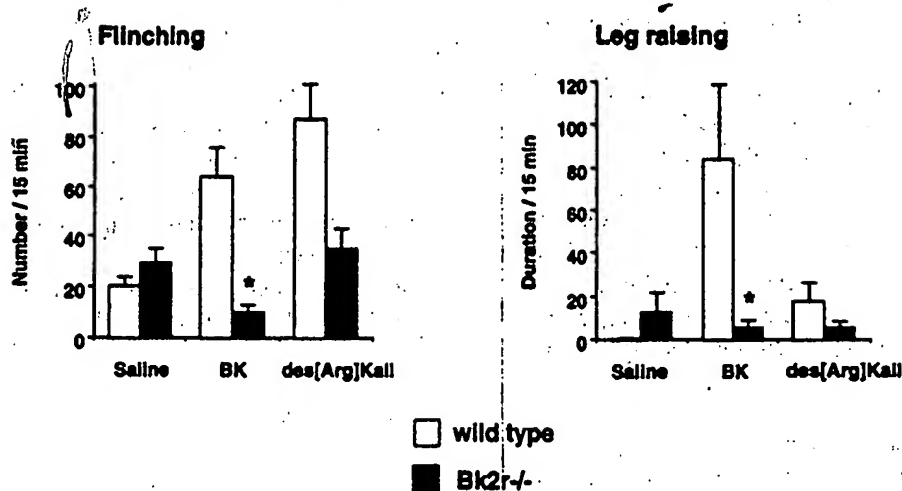 Flinching
100
80
60
40
20
0
Number / 15 min
Saline BK des[Arg]Kall
*
Leg raising
120
100
80
60
40
20
0
Duration / 15 min
Saline BK des[Arg]Kall
*
wild type
Bk2r-/-